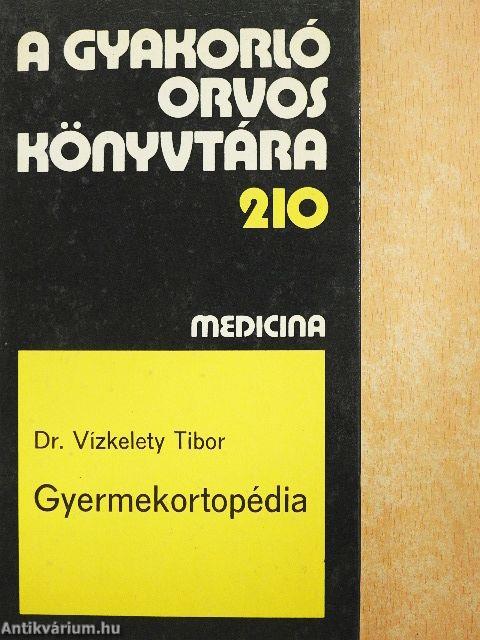 A GYAKORLÓ
ORVOS
KÖNYVTÁRA
210
MEDICINA
Dr. Vízkelety Tibor
Gyermekortopédia
Antikvárium.hu